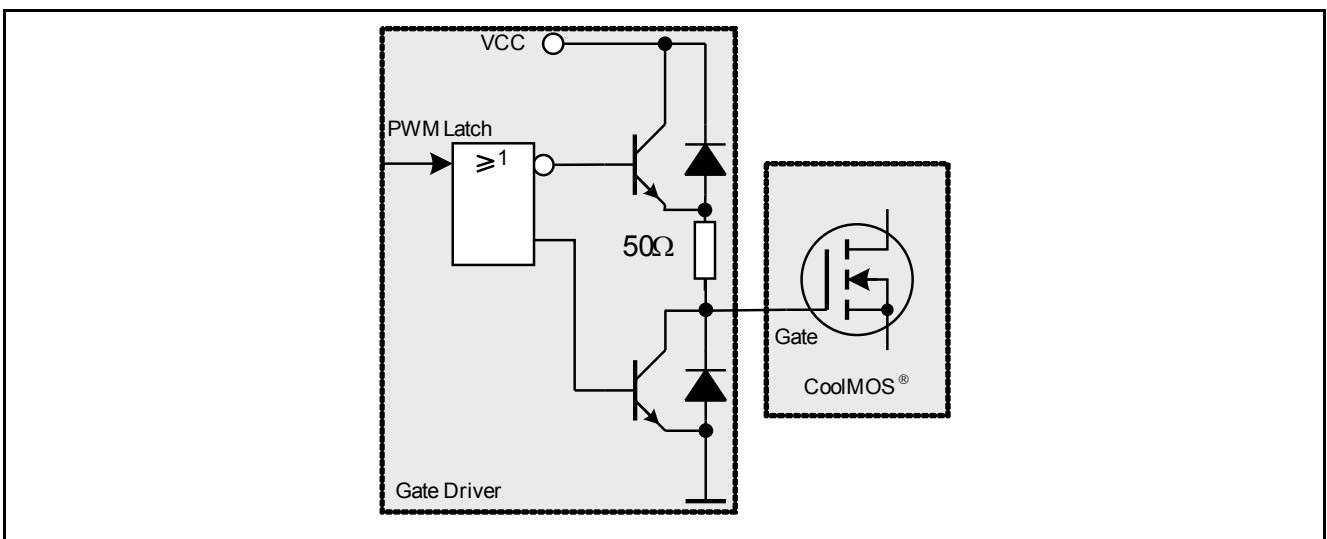 VCC
PWM Latch
≥1
50Ω
Gate
CoolMOS ®
Gate Driver